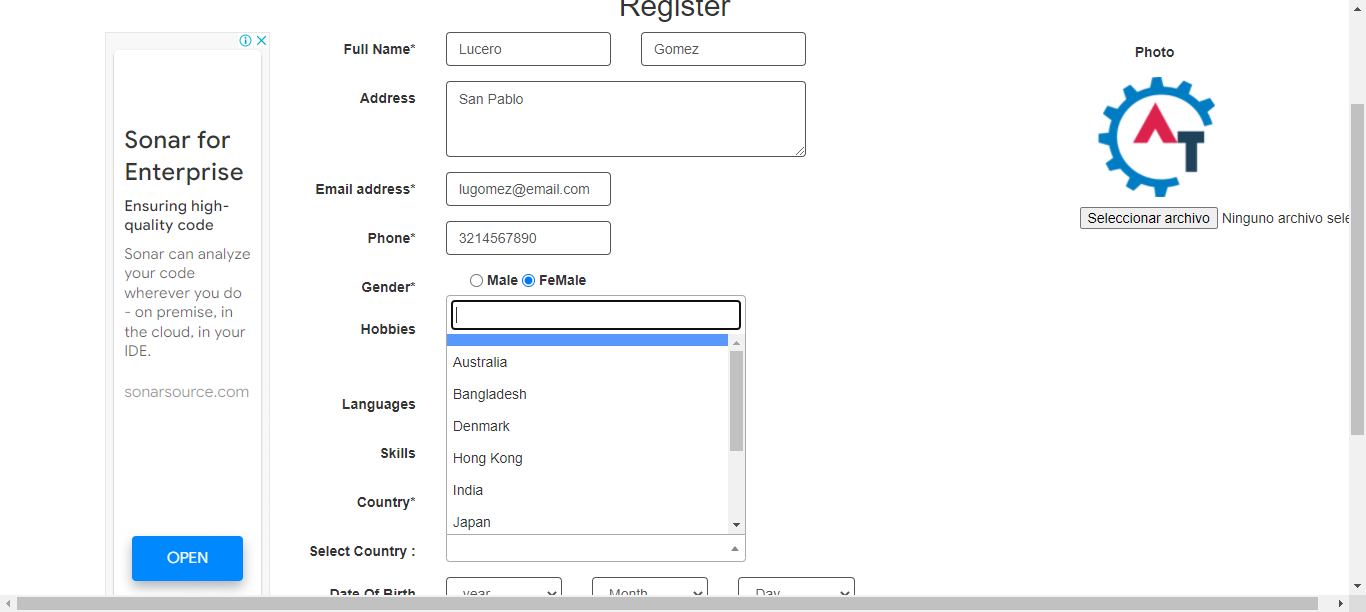 Register
Full Name*
Lucero
Gomez
Photo
Address
San Pablo
Sonar for
Enterprise
Ensuring high-
quality code
Sonar can analyze
your code
wherever you do
- on premise, in
the cloud, in your
IDE.
sonarsource.com
OPEN
AT
Seleccionar archivo
Ninguno archivo sele
Email address*
lugomez@email.com
Phone*
3214567890
Gender*
Male
FeMale
Hobbies
Languages
Skills
Country*
Australia
Bangladesh
Denmark
Hong Kong
India
Japan
Select Country :
Date Of Birth
year
Month
Day